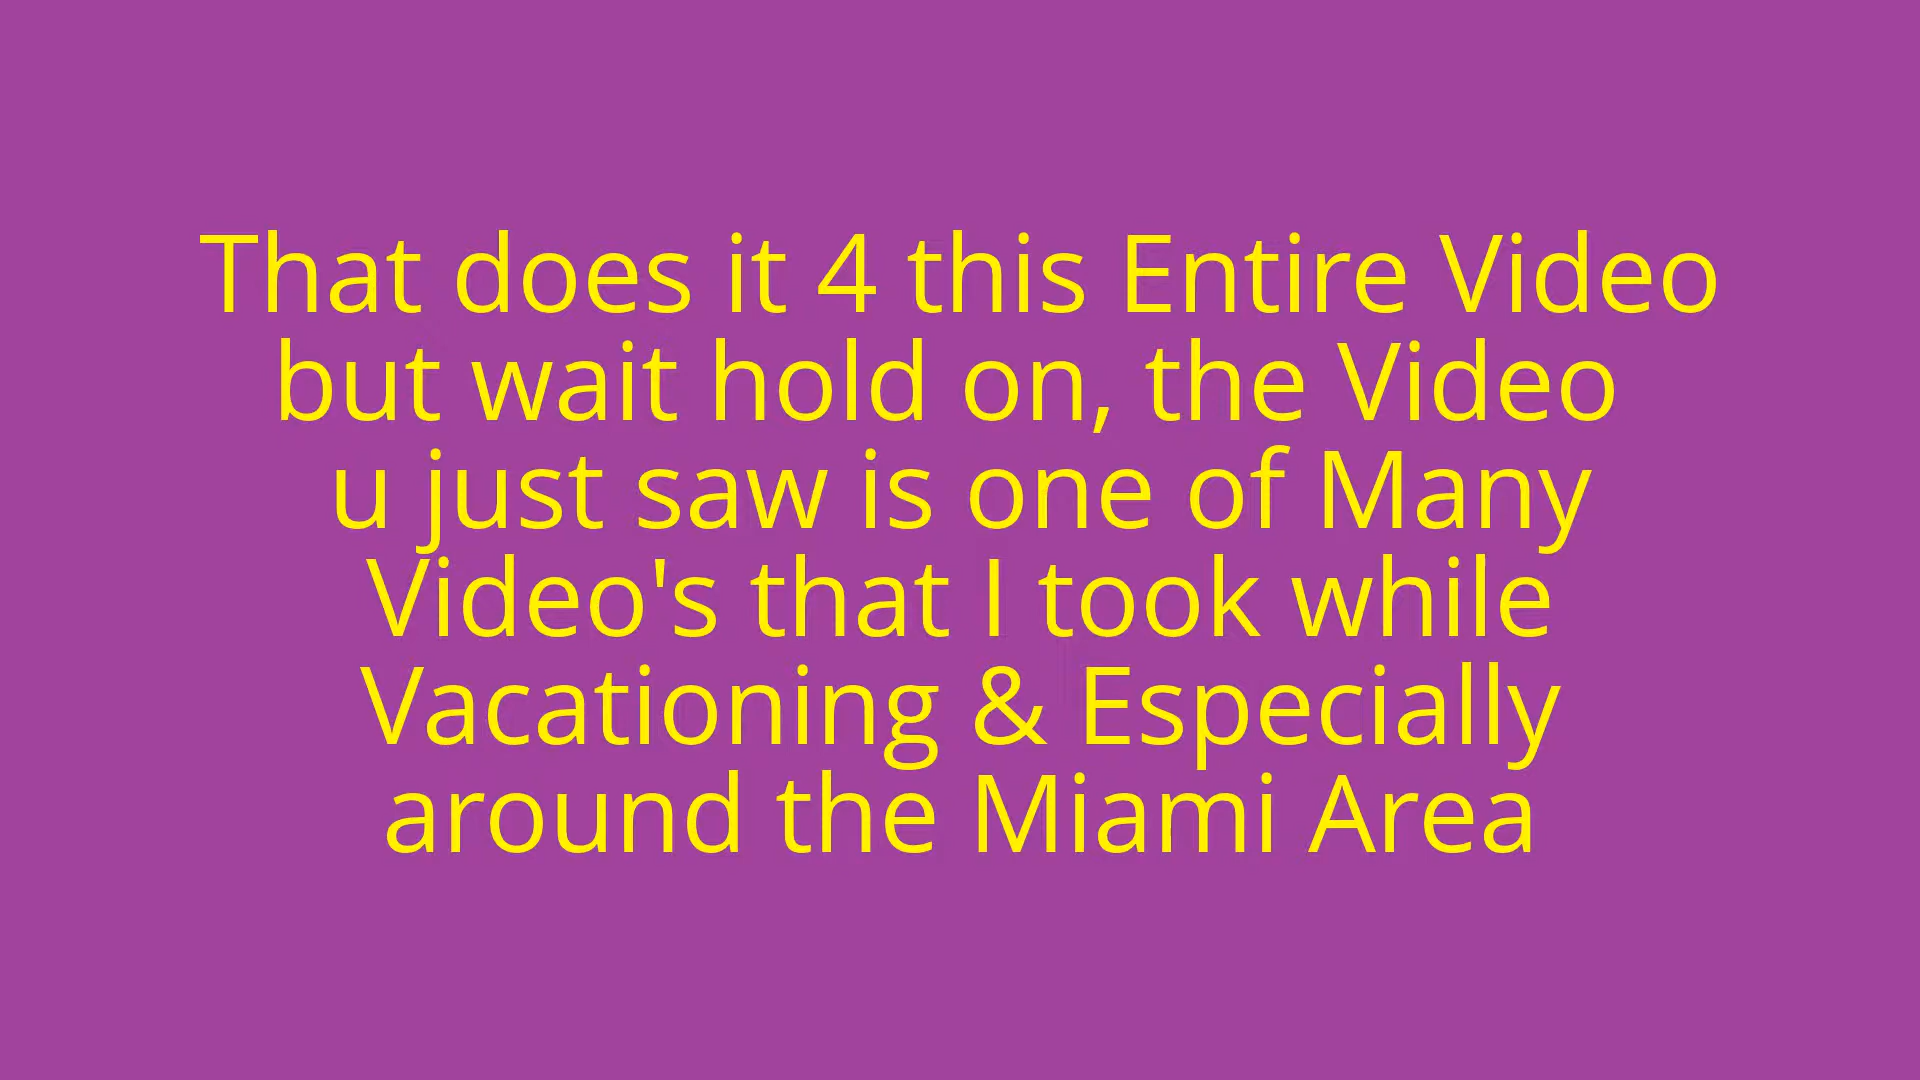 That does it 4 this Entire Video
but wait hold on, the Video
u just saw is one of Many
Video's that I took while
Vacationing & Especially
around the Miami Area